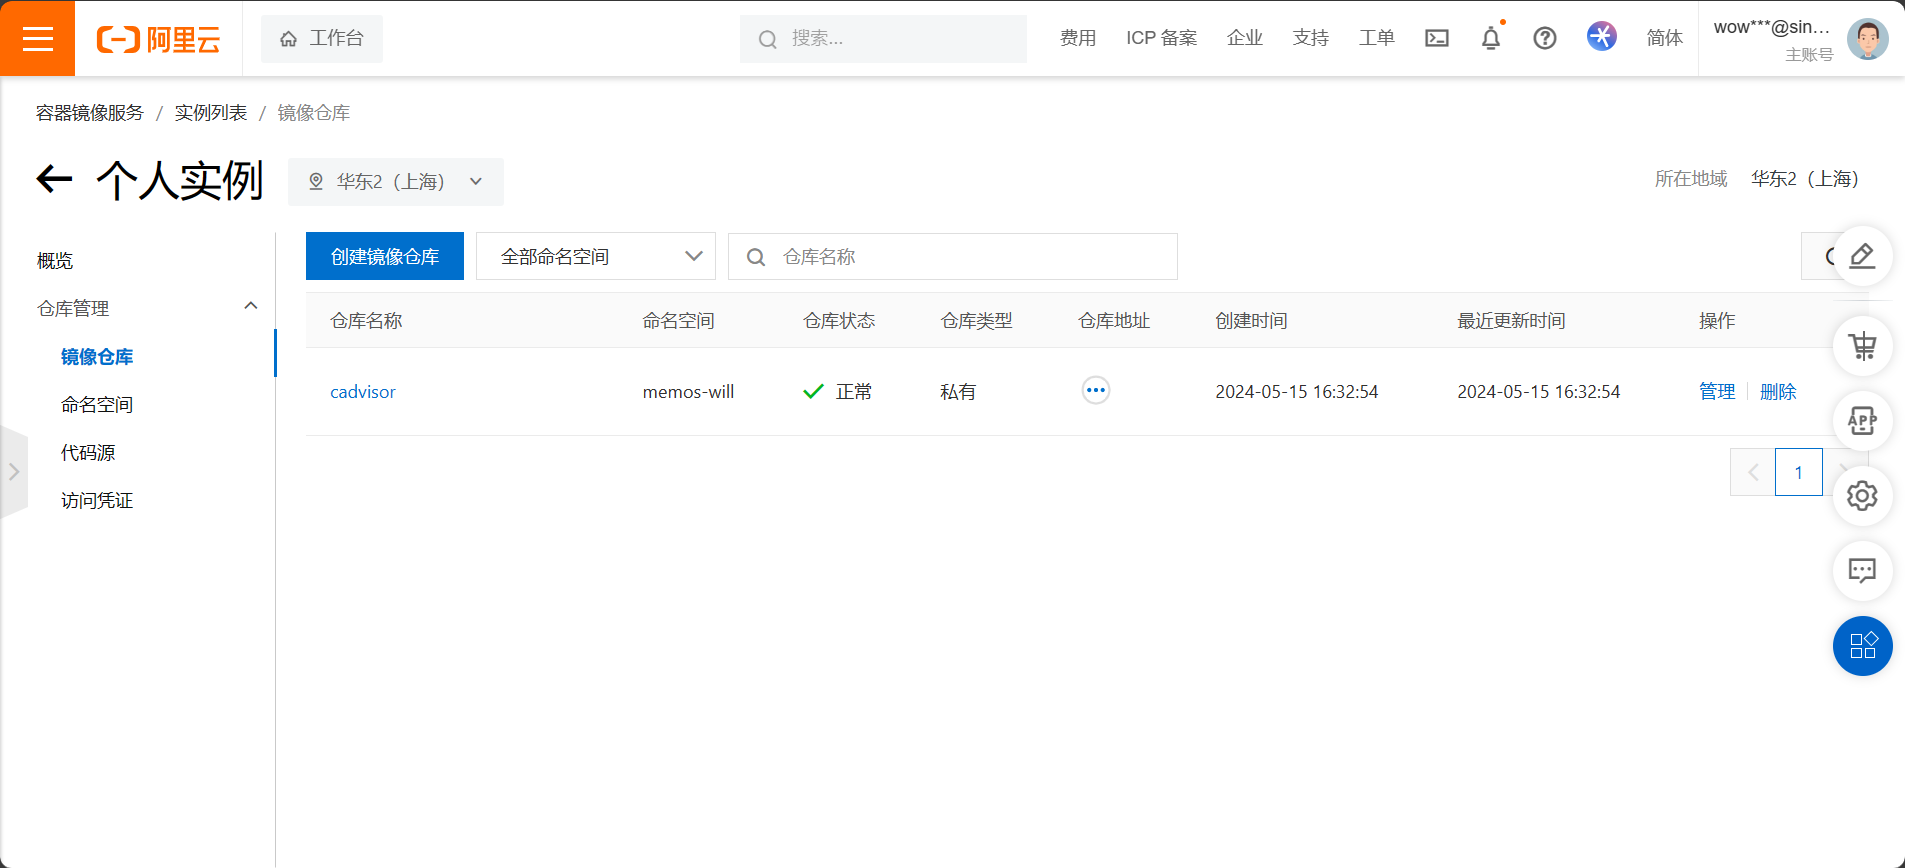 阿里云
工作台
搜索...
费用 ICP 备案 企业 支持 工单 简体
wow***@sin...
主账号
容器镜像服务 / 实例列表 / 镜像仓库
个人实例 华东2（上海） 所在地域 华东2（上海）
概览
仓库管理
镜像仓库
命名空间
代码源
访问凭证
创建镜像仓库 全部命名空间 仓库名称
仓库名称 命名空间 仓库状态 仓库类型 仓库地址 创建时间 最近更新时间 操作
cadvisor memos-will 正常 私有 2024-05-15 16:32:54 2024-05-15 16:32:54 管理 删除
1
APP